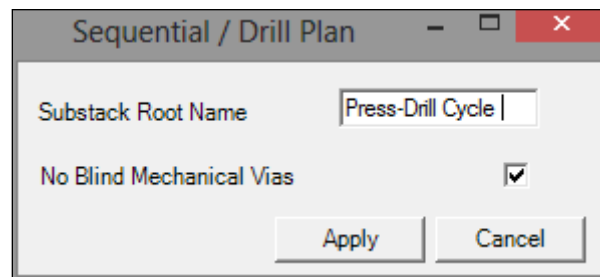 Sequential / Drill Plan
Substack Root Name Press-Drill Cycle
No Blind Mechanical Vias
Apply Cancel